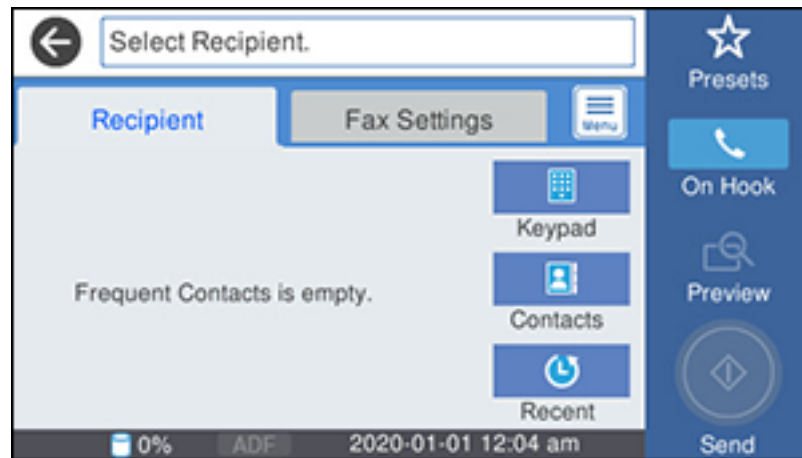 Select Recipient.
Presets
Recipient
Fax Settings
Menu
On Hook
Keypad
Frequent Contacts is empty.
Preview
Contacts
Recent
0% ADF 2020-01-01 12:04 am
Send